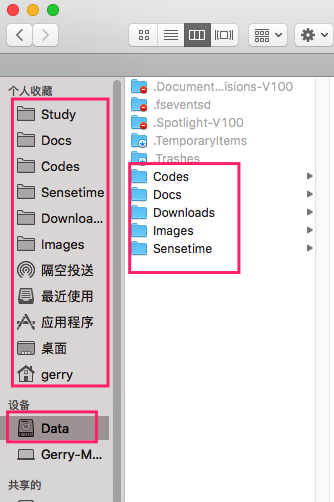 个人收藏
Study
Docs
Codes
Sensetime
Downloa...
Images
隔空投送
最近使用
应用程序
桌面
gerry
设备
Data
Gerry-M...
共享的
.Document...isions-V100
.fseventsd
.Spotlight-V100
.TemporaryItems
.Trashes
Codes
Docs
Downloads
Images
Sensetime